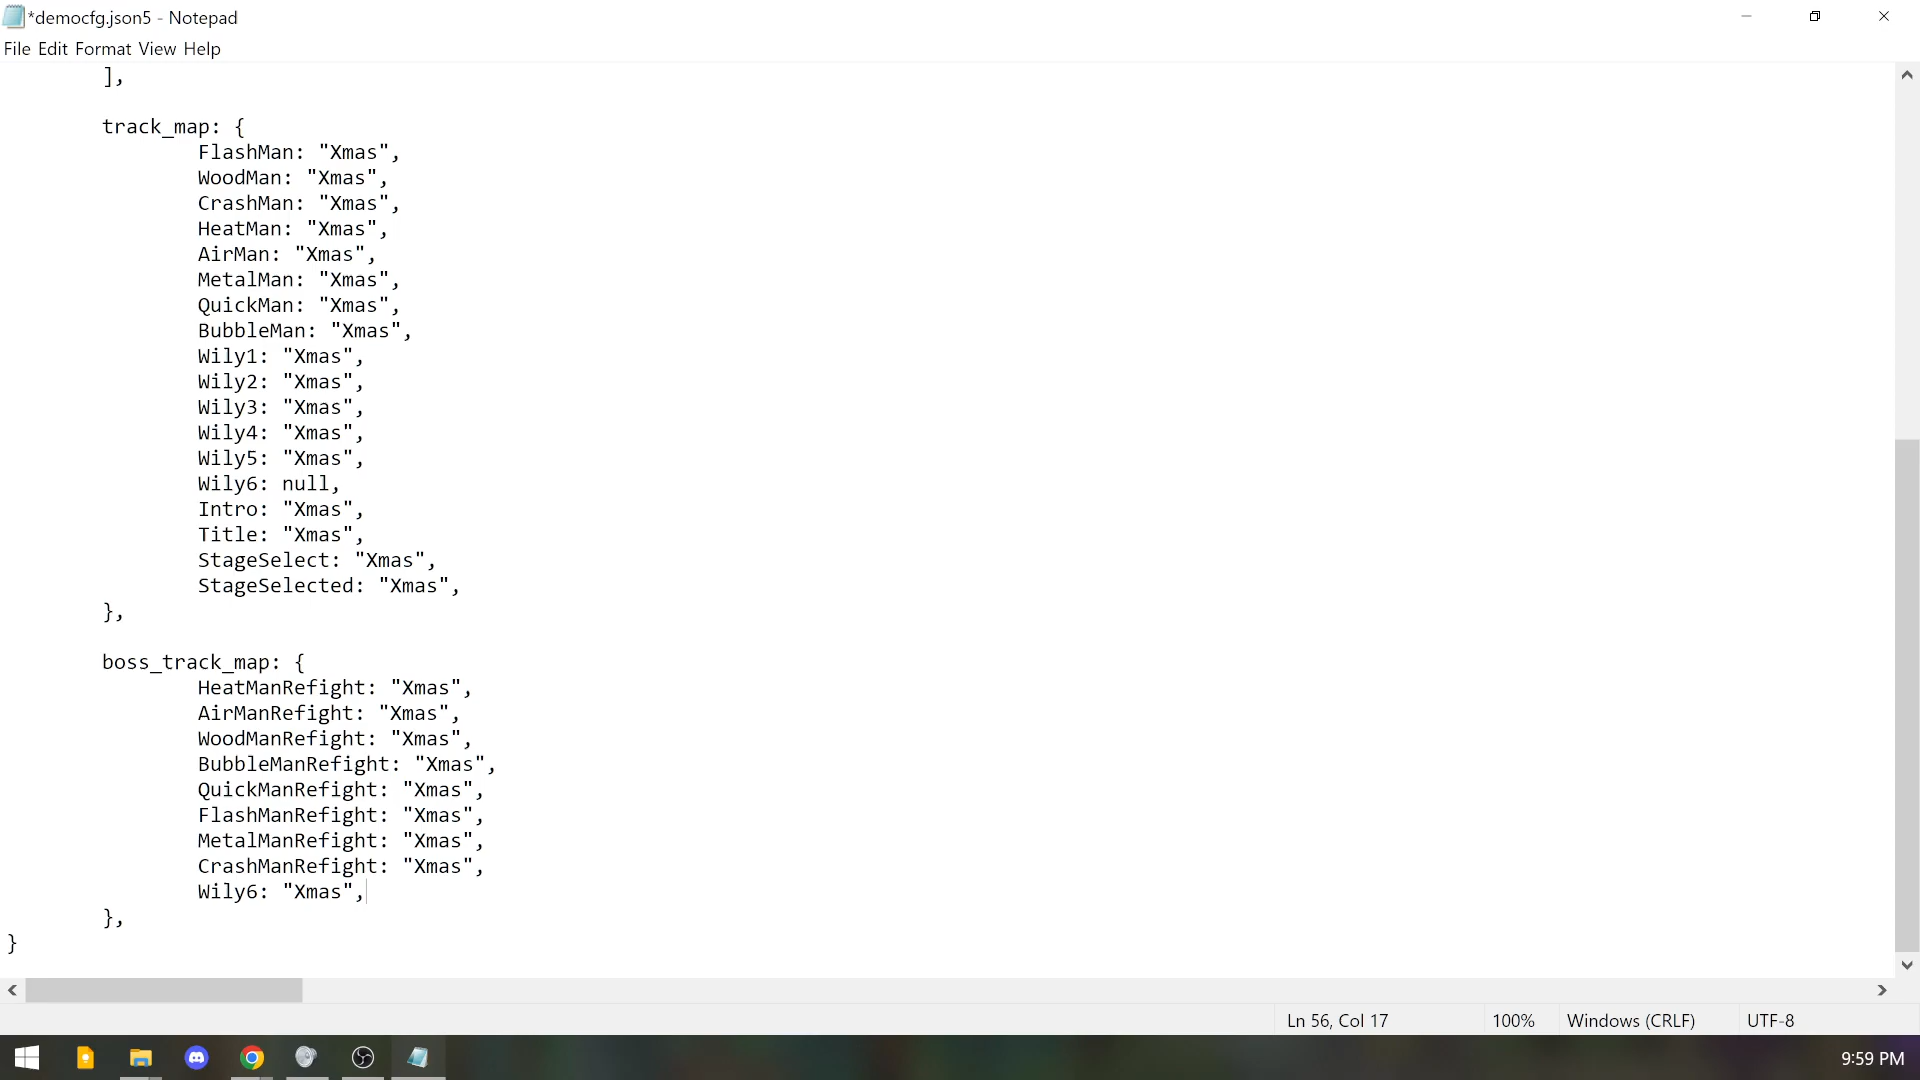 *democfg.json5 - Notepad
File Edit Format View Help
],
track_map: {
FlashMan: "Xmas",
WoodMan: "Xmas",
CrashMan: "Xmas",
HeatMan: "Xmas",
AirMan: "Xmas",
MetalMan: "Xmas",
QuickMan: "Xmas",
BubbleMan: "Xmas",
Wily1: "Xmas",
Wily2: "Xmas",
Wily3: "Xmas",
Wily4: "Xmas",
Wily5: "Xmas",
Wily6: null,
Intro: "Xmas",
Title: "Xmas",
StageSelect: "Xmas",
StageSelected: "Xmas",
},
boss_track_map: {
HeatManRefight: "Xmas",
AirManRefight: "Xmas",
WoodManRefight: "Xmas",
BubbleManRefight: "Xmas",
QuickManRefight: "Xmas",
FlashManRefight: "Xmas",
MetalManRefight: "Xmas",
CrashManRefight: "Xmas",
Wily6: "Xmas",
},
}
Ln 56, Col 17 100% Windows (CRLF) UTF-8
9:59 PM